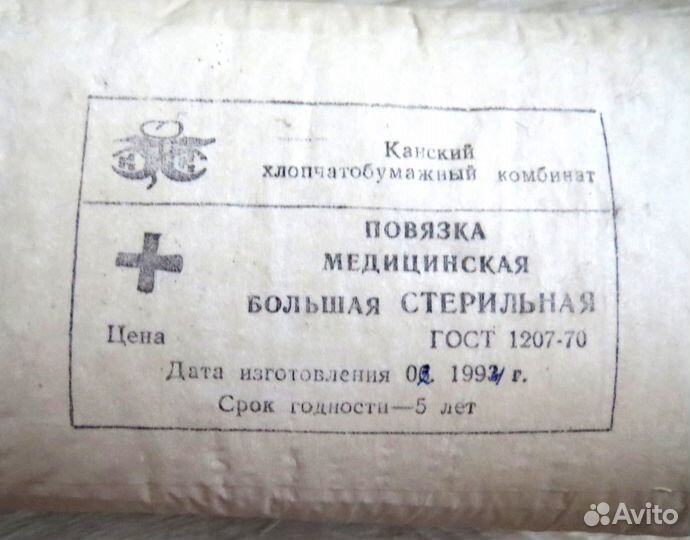 Канский
хлопчатобумажный комбинат
ПОВЯЗКА
МЕДИЦИНСКАЯ
БОЛЬШАЯ СТЕРИЛЬНАЯ
Цена ГОСТ 1207-70
Дата изготовления г.
Срок годности—5 лет
Avito